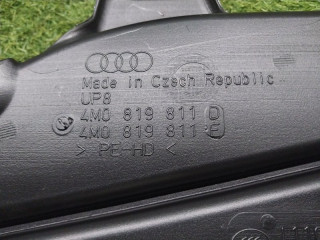 Made in Czech Republic
UP8
4M0 819 811 D
4M0 819 811 E
> PE-HD <